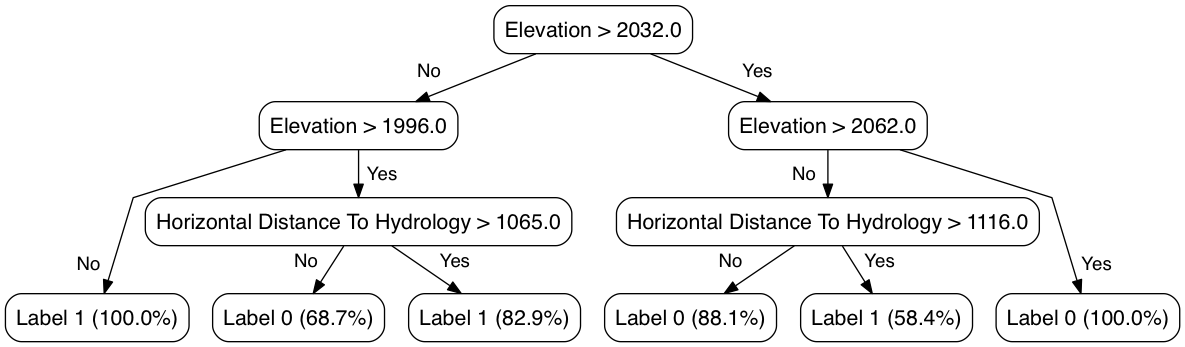 Elevation > 2032.0
No
Yes
Elevation > 1996.0
Elevation > 2062.0
Yes
No
Horizontal Distance To Hydrology > 1065.0
Horizontal Distance To Hydrology > 1116.0
No
No
Yes
No
Yes
Yes
Label 1 (100.0%)
Label 0 (68.7%)
Label 1 (82.9%)
Label 0 (88.1%)
Label 1 (58.4%)
Label 0 (100.0%)